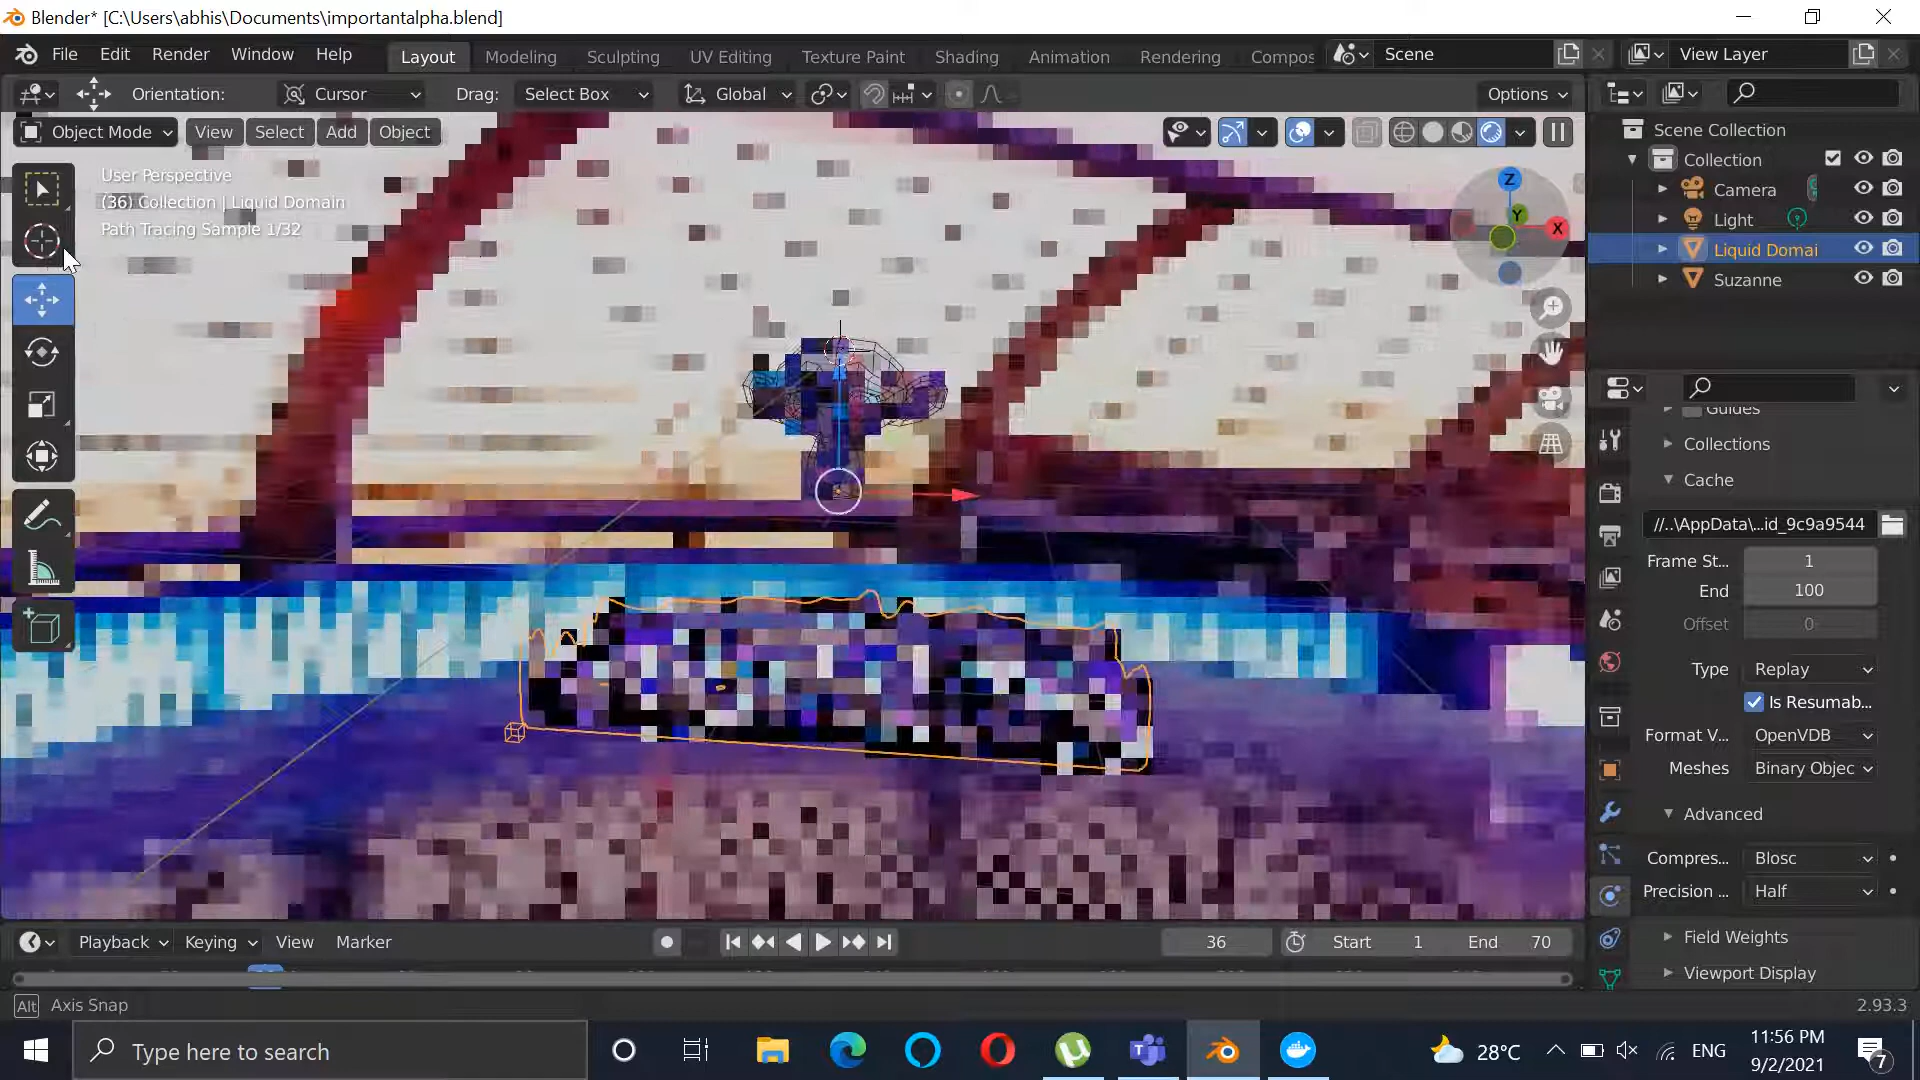 Blender* [C:\Users\abhis\Documents\importantalpha.blend]
File Edit Render Window Help Layout Modeling Sculpting UV Editing Texture Paint Shading Animation Rendering Compos Scene View Layer
Orientation: Cursor Drag: Select Box Global Options
Object Mode View Select Add Object
User Perspective
(36) Collection | Liquid Domain
Path Tracing Sample 1/32
Z
Y
X
Scene Collection
Collection
Camera
Light
Liquid Domai
Suzanne
Guides
Collections
Cache
//..\AppData\...id_9c9a9544
Frame St... 1
End 100
Offset 0
Type Replay
Is Resumab...
Format V... OpenVDB
Meshes Binary Objec
Advanced
Compres... Blosc
Precision ... Half
Field Weights
Viewport Display
Playback Keying View Marker 36 Start 1 End 70
Alt Axis Snap 2.93.3
Type here to search 28°C ENG 11:56 PM
9/2/2021
7